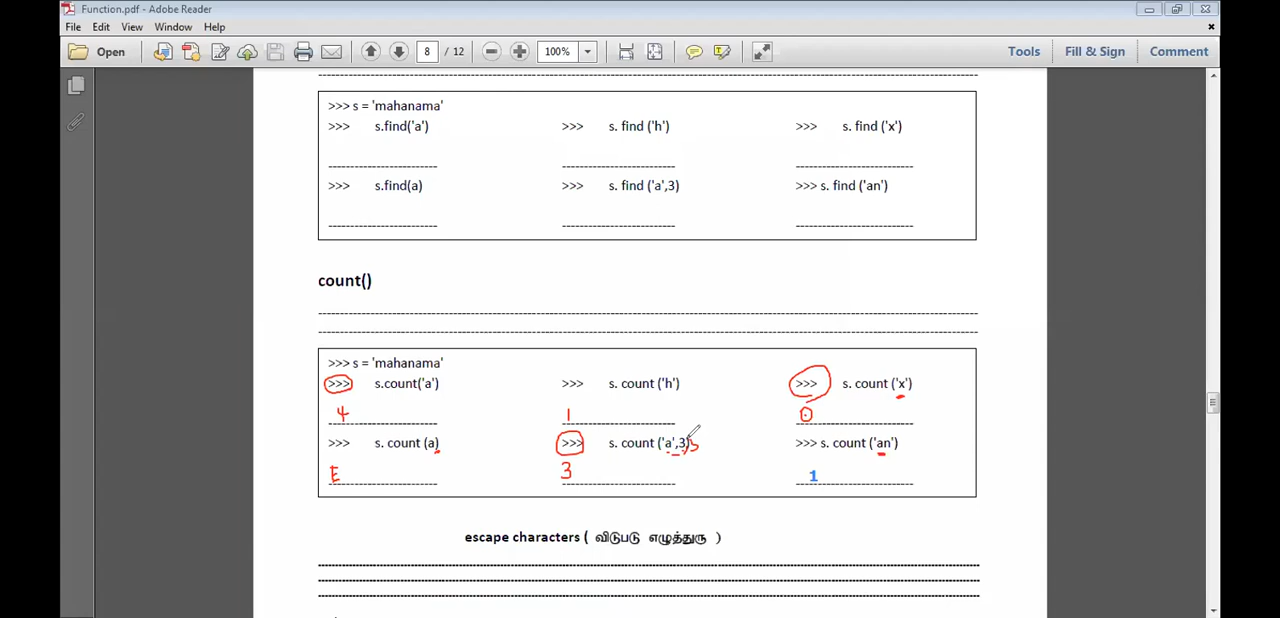 Function.pdf - Adobe Reader
File Edit View Window Help
Open 8 / 12 100% Tools Fill & Sign Comment
>>> s = 'mahanama'
>>> s.find('a') >>> s. find ('h') >>> s. find ('x')
>>> s.find(a) >>> s. find ('a',3) >>> s. find ('an')
count()
>>> s = 'mahanama'
>>> s.count('a') >>> s. count ('h') >>> s. count ('x')
4 1 0
>>> s. count (a) >>> s. count ('a',3) >>> s. count ('an')
E 3 1
escape characters ( விடுபடு எழுத்துரு )